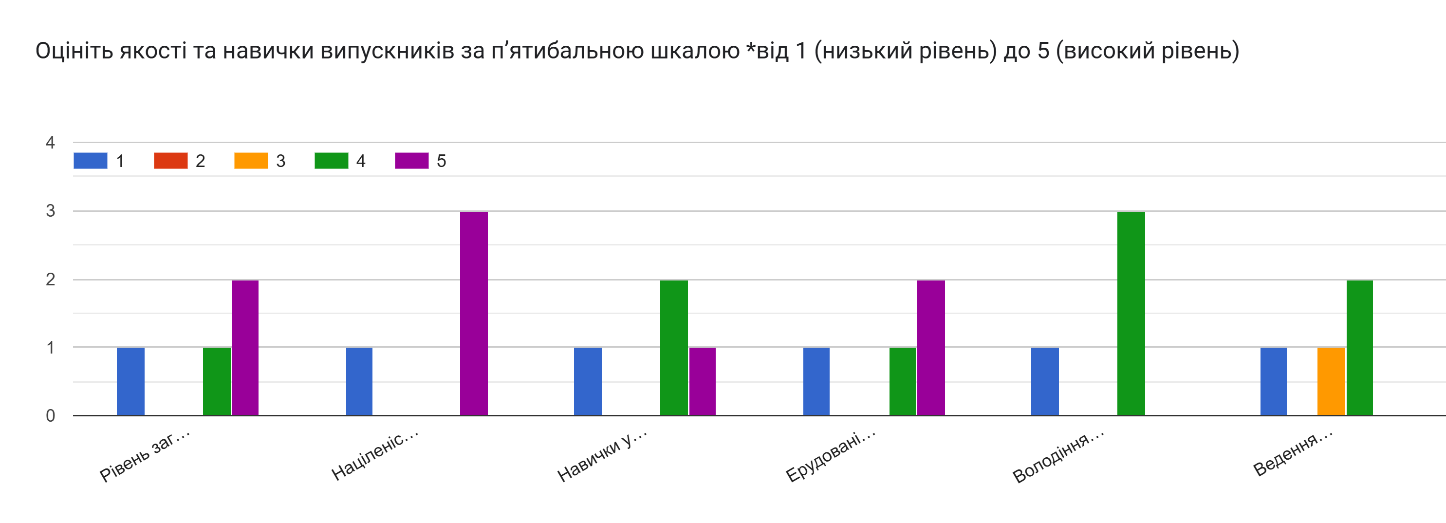 Оцініть якості та навички випускників за п’ятибальною шкалою *від 1 (низький рівень) до 5 (високий рівень)
4
1 2 3 4 5
3
2
1
0
Рівень заг… Націленіс… Навички у… Ерудовані… Володіння… Ведення…